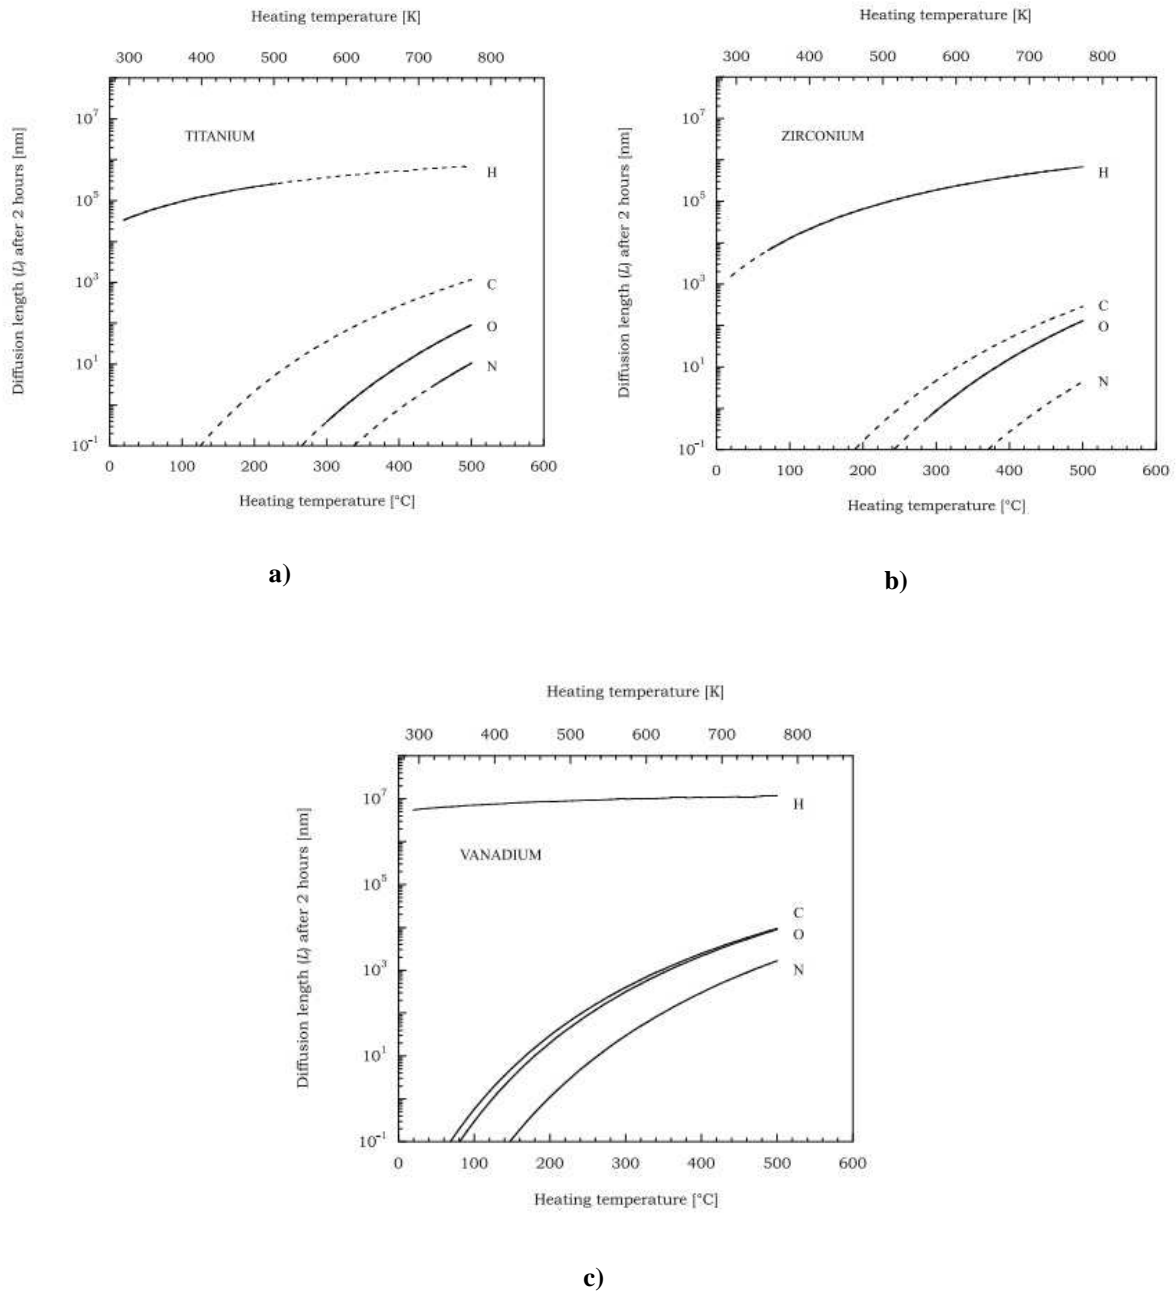 Heating temperature [K]
300 400 500 600 700 800
10^7
10^5
10^3
10^1
10^-1
Diffusion length (L) after 2 hours [nm]
TITANIUM
H
C
O
N
0 100 200 300 400 500 600
Heating temperature [°C]
a)
Heating temperature [K]
300 400 500 600 700 800
10^7
10^5
10^3
10^1
10^-1
Diffusion length (L) after 2 hours [nm]
ZIRCONIUM
H
C
O
N
0 100 200 300 400 500 600
Heating temperature [°C]
b)
Heating temperature [K]
300 400 500 600 700 800
10^7
10^5
10^3
10^1
10^-1
Diffusion length (L) after 2 hours [nm]
VANADIUM
H
C
O
N
0 100 200 300 400 500 600
Heating temperature [°C]
c)